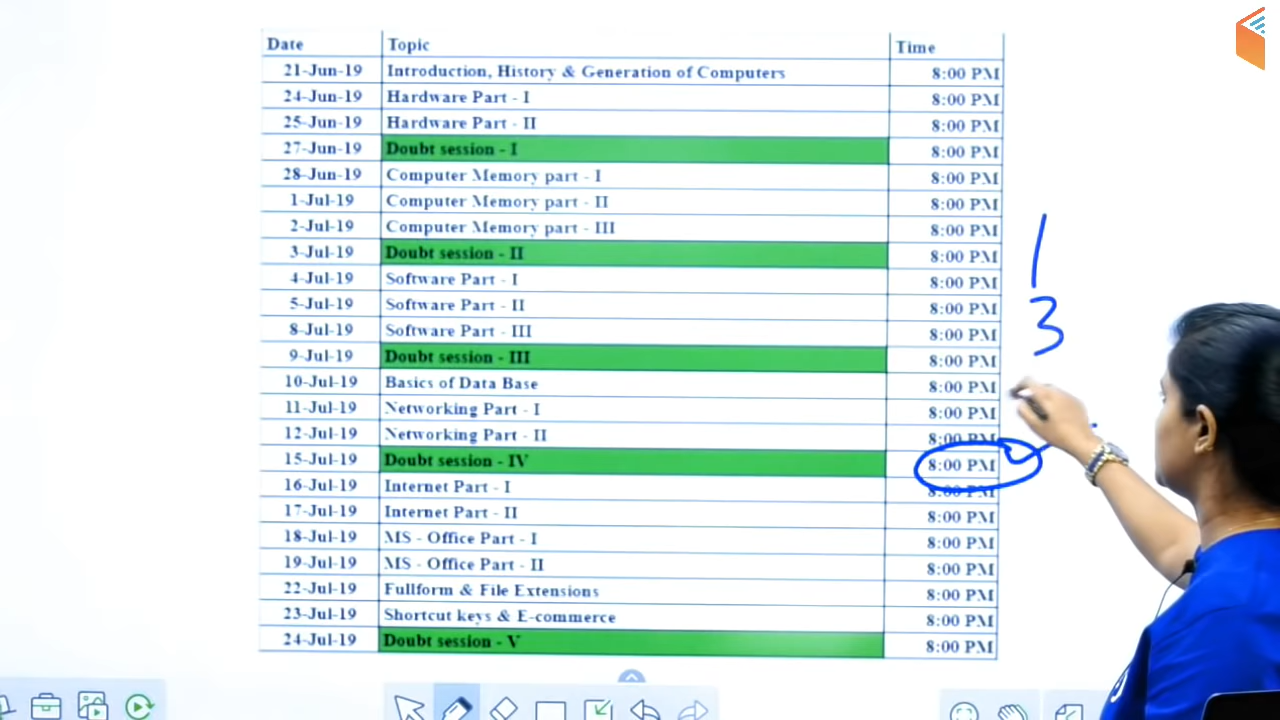 Date Topic Time
21-Jun-19 Introduction, History & Generation of Computers 8:00 PM
24-Jun-19 Hardware Part - I 8:00 PM
25-Jun-19 Hardware Part - II 8:00 PM
27-Jun-19 Doubt session - I 8:00 PM
28-Jun-19 Computer Memory part - I 8:00 PM
1-Jul-19 Computer Memory part - II 8:00 PM
2-Jul-19 Computer Memory part - III 8:00 PM
3-Jul-19 Doubt session - II 8:00 PM
4-Jul-19 Software Part - I 8:00 PM
5-Jul-19 Software Part - II 8:00 PM
8-Jul-19 Software Part - III 8:00 PM
9-Jul-19 Doubt session - III 8:00 PM
10-Jul-19 Basics of Data Base 8:00 PM
11-Jul-19 Networking Part - I 8:00 PM
12-Jul-19 Networking Part - II 8:00 PM
15-Jul-19 Doubt session - IV 8:00 PM
16-Jul-19 Internet Part - I 8:00 PM
17-Jul-19 Internet Part - II 8:00 PM
18-Jul-19 MS - Office Part - I 8:00 PM
19-Jul-19 MS - Office Part - II 8:00 PM
22-Jul-19 Fullform & File Extensions 8:00 PM
23-Jul-19 Shortcut keys & E-commerce 8:00 PM
24-Jul-19 Doubt session - V 8:00 PM
1
3